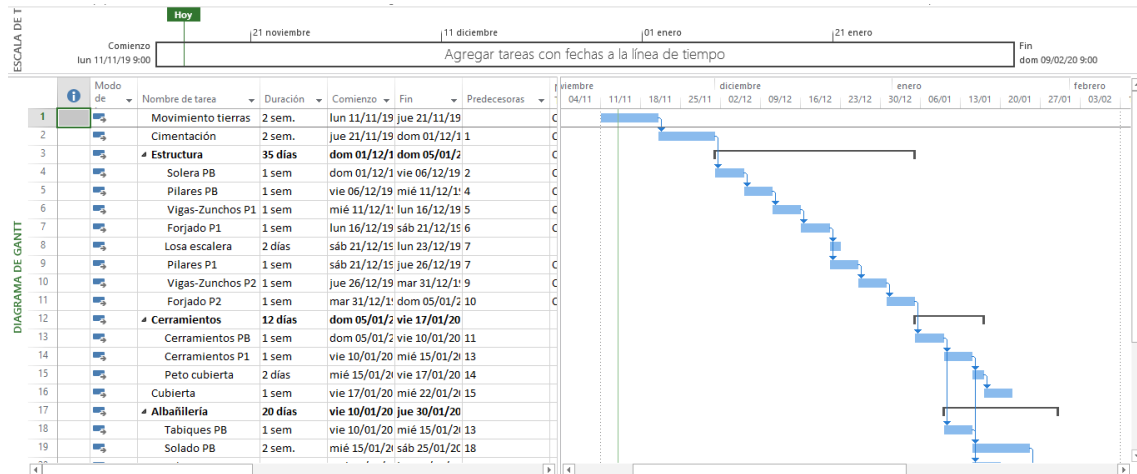 ESCALA DE T
Hoy
21 noviembre 11 diciembre 01 enero 21 enero
Comienzo
lun 11/11/19 9:00
Agregar tareas con fechas a la línea de tiempo
Fin
dom 09/02/20 9:00
DIAGRAMA DE GANTT
Modo de Nombre de tarea Duración Comienzo Fin Predecesoras
viembre diciembre enero febrero
04/11 11/11 18/11 25/11 02/12 09/12 16/12 23/12 30/12 06/01 13/01 20/01 27/01 03/02
1 Movimiento tierras 2 sem. lun 11/11/19 jue 21/11/19
2 Cimentación 2 sem. jue 21/11/19 dom 01/12/1 1
3 Estructura 35 días dom 01/12/1 dom 05/01/2
4 Solera PB 1 sem dom 01/12/1 vie 06/12/19 2
5 Pilares PB 1 sem vie 06/12/19 mié 11/12/1 4
6 Vigas-Zunchos P1 1 sem mié 11/12/1 lun 16/12/19 5
7 Forjado P1 1 sem lun 16/12/19 sáb 21/12/19 6
8 Losa escalera 2 días sáb 21/12/19 lun 23/12/19 7
9 Pilares P1 1 sem sáb 21/12/19 jue 26/12/19 7
10 Vigas-Zunchos P2 1 sem jue 26/12/19 mar 31/12/1 9
11 Forjado P2 1 sem mar 31/12/1 dom 05/01/2 10
12 Cerramientos 12 días dom 05/01/2 vie 17/01/20
13 Cerramientos PB 1 sem dom 05/01/2 vie 10/01/20 11
14 Cerramientos P1 1 sem vie 10/01/20 mié 15/01/2 13
15 Peto cubierta 2 días mié 15/01/2 vie 17/01/20 14
16 Cubierta 1 sem vie 17/01/20 mié 22/01/2 15
17 Albañilería 20 días vie 10/01/20 jue 30/01/20
18 Tabiques PB 1 sem vie 10/01/20 mié 15/01/2 13
19 Solado PB 2 sem. mié 15/01/2 sáb 25/01/20 18